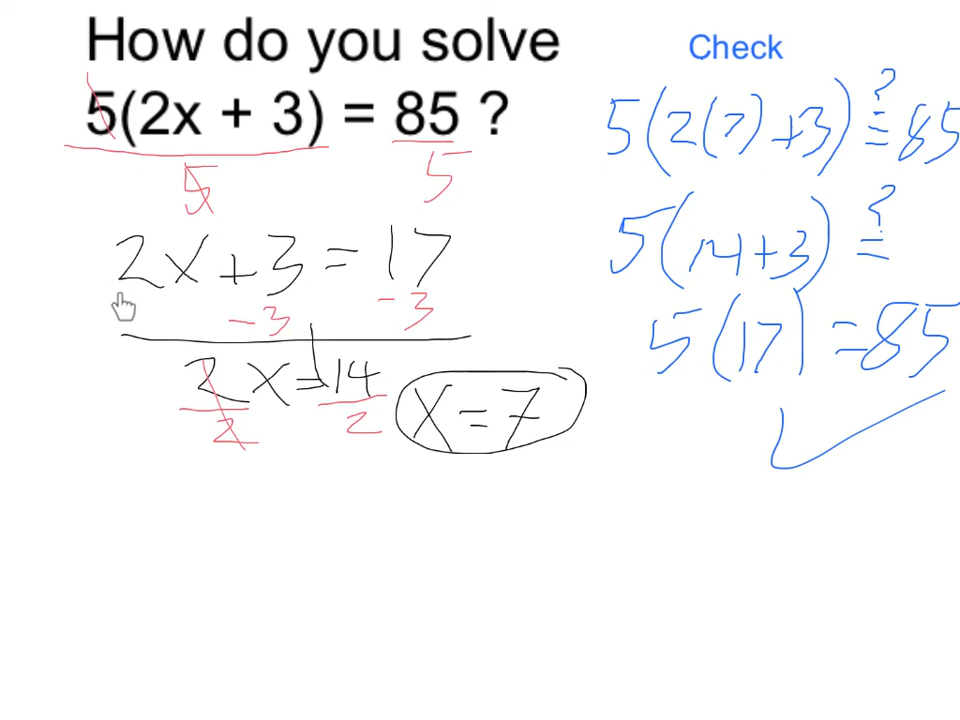 How do you solve
5(2x + 3) = 85 ?
5 5
2x + 3 = 17
-3 -3
2x = 14
2 2
x = 7
Check
5(2(7) + 3) ≟ 85
5(14 + 3) ≟
5(17) = 85